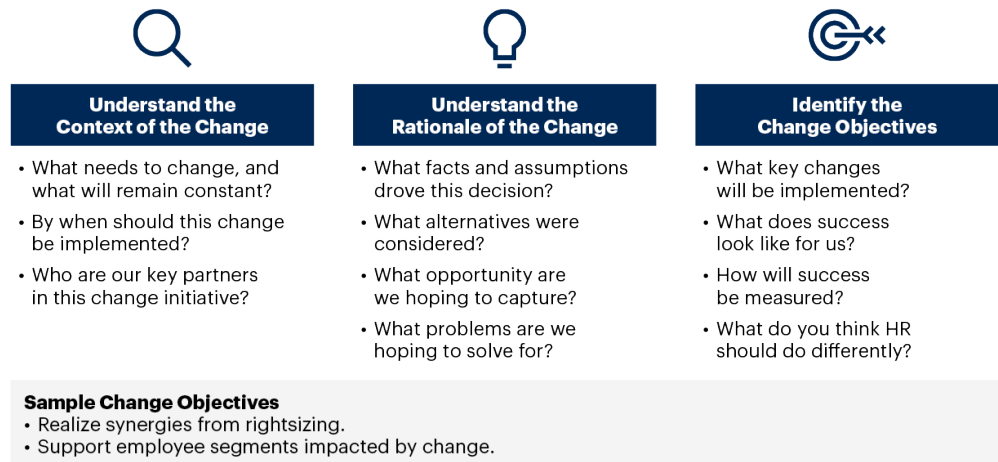 Understand the
Context of the Change
• What needs to change, and
what will remain constant?
• By when should this change
be implemented?
• Who are our key partners
in this change initiative?
Understand the
Rationale of the Change
• What facts and assumptions
drove this decision?
• What alternatives were
considered?
• What opportunity are
we hoping to capture?
• What problems are we
hoping to solve for?
Identify the
Change Objectives
• What key changes
will be implemented?
• What does success
look like for us?
• How will success
be measured?
• What do you think HR
should do differently?
Sample Change Objectives
• Realize synergies from rightsizing.
• Support employee segments impacted by change.